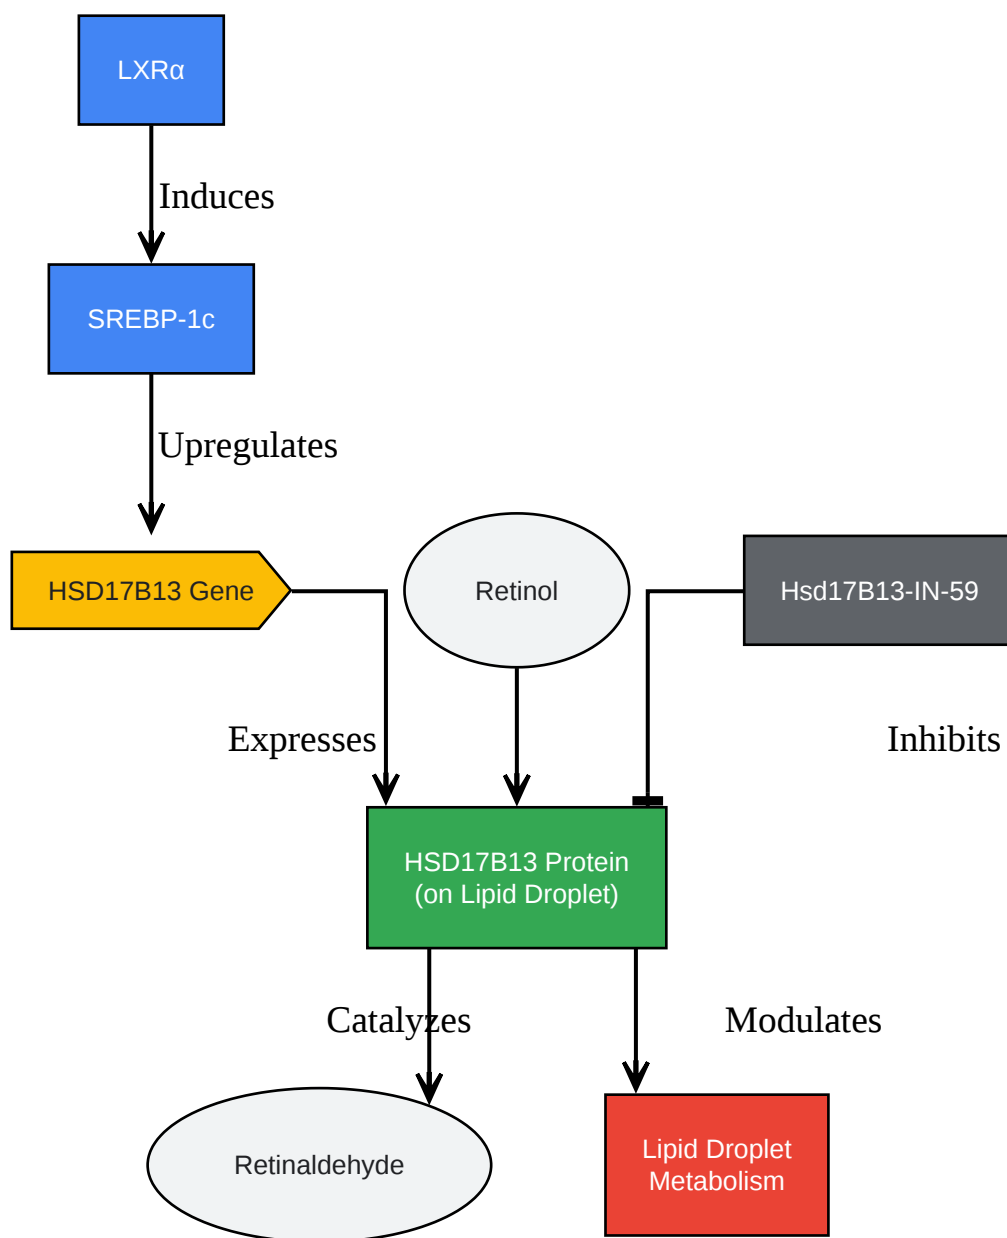 LXRα
Induces
SREBP-1c
Upregulates
HSD17B13 Gene
Retinol
Hsd17B13-IN-59
Expresses
Inhibits
HSD17B13 Protein
(on Lipid Droplet)
Catalyzes
Modulates
Retinaldehyde
Lipid Droplet
Metabolism